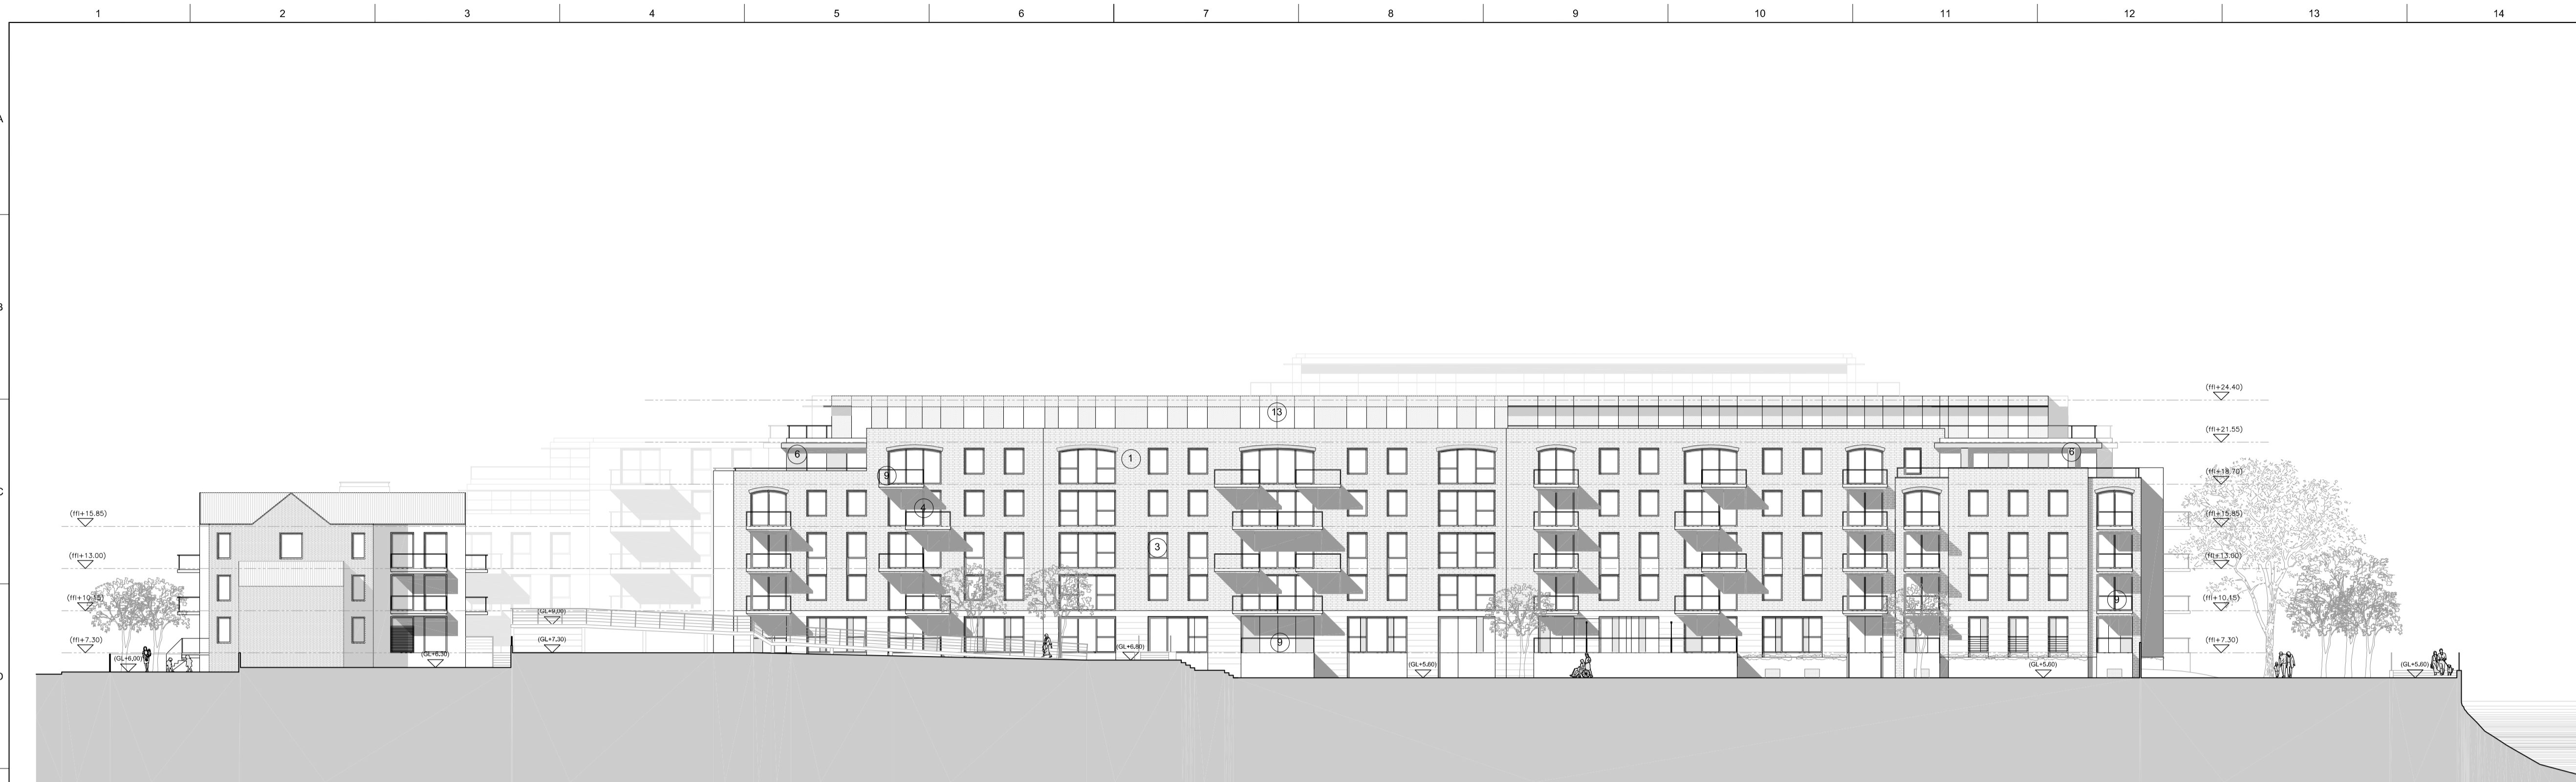 1 2 3 4 5 6 7 8 9 10 11 12 13 14
A
B
C
D
(ffl+24.40)
13
(ffl+21.55)
6
1
6
9
(ffl+18.70)
4
(ffl+15.85)
(ffl+15.85)
3
(ffl+13.00)
(ffl+13.00)
(ffl+10.15)
9
(ffl+10.15)
(GL+9,00)
(ffl+7.30)
(GL+7,30)
(GL+6,80)
9
(ffl+7.30)
(GL+6,00)
(GL+6,30)
(GL+5,60)
(GL+5,60)
(GL+5,60)